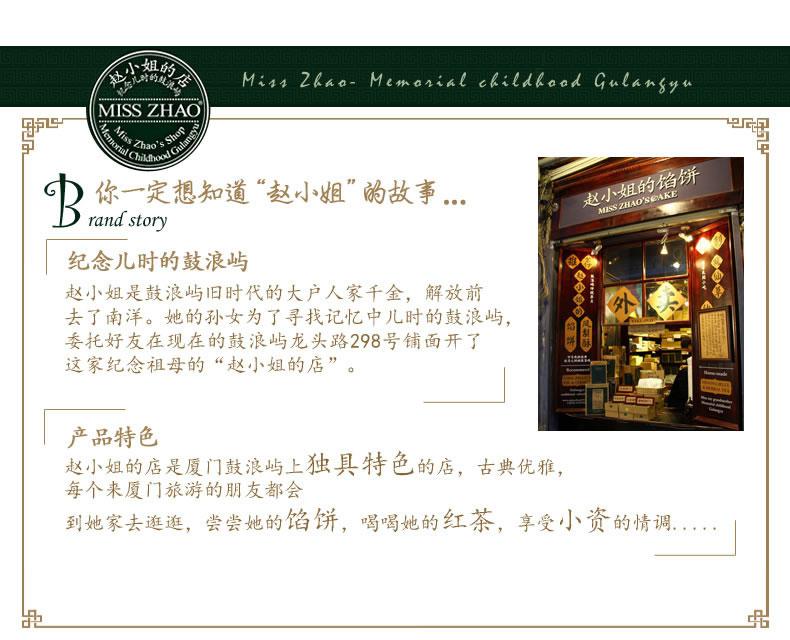 Miss Zhao- Memorial childhood Gulangyu
赵小姐的店
纪念儿时的鼓浪屿
MISS ZHAO®
Miss Zhao's Shop
Memorial Childhood Gulangyu
你一定想知道“赵小姐”的故事...
Brand story
赵小姐的馅饼
MISS ZHAO'S CAKE
外 卖
馅饼
凤梨酥
Recommend
Home-made
纪念儿时的鼓浪屿
赵小姐是鼓浪屿旧时代的大户人家千金，解放前
去了南洋。她的孙女为了寻找记忆中儿时的鼓浪屿，
委托好友在现在的鼓浪屿龙头路298号铺面开了
这家纪念祖母的“赵小姐的店”。
产品特色
赵小姐的店是厦门鼓浪屿上独具特色的店，古典优雅，
每个来厦门旅游的朋友都会
到她家去逛逛，尝尝她的馅饼，喝喝她的红茶，享受小资的情调.....